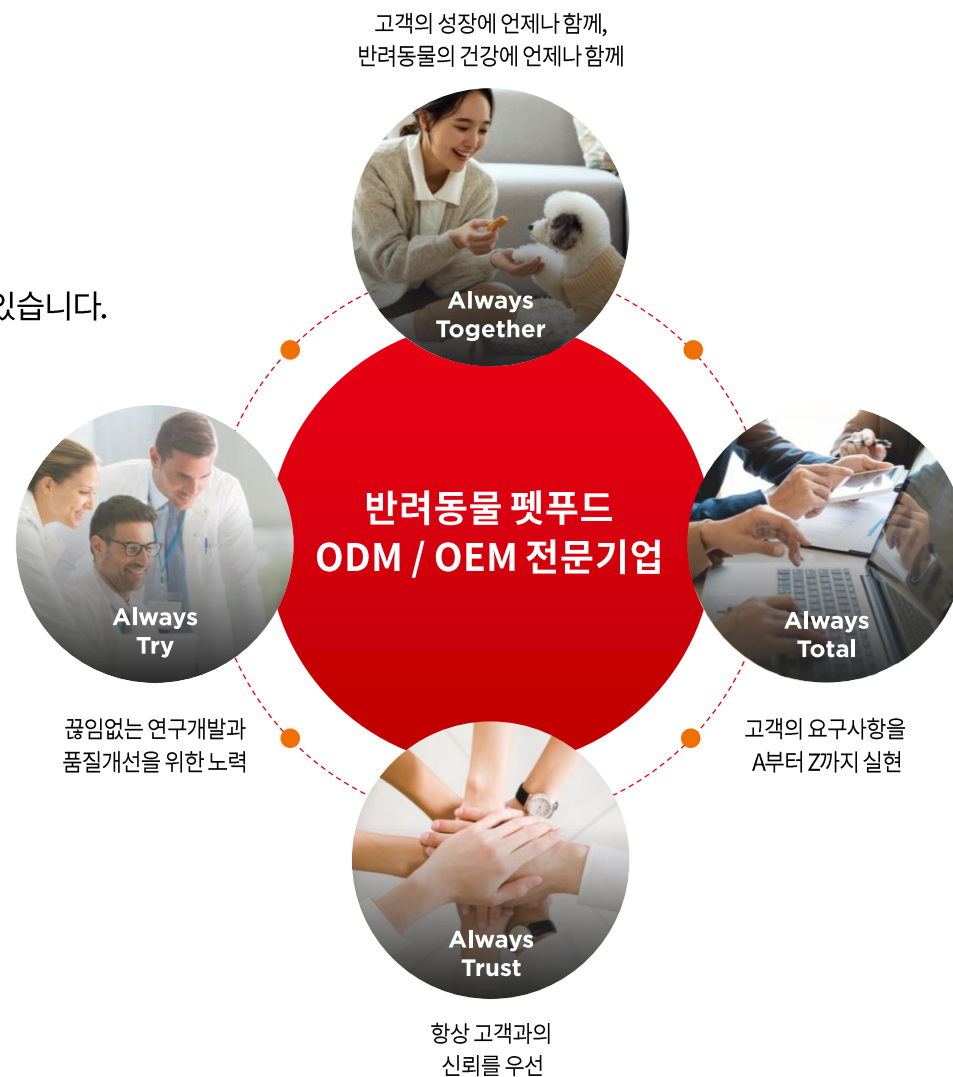 고객의 성장에 언제나 함께,
반려동물의 건강에 언제나 함께
Always
Together
있습니다.
반려동물 펫푸드
ODM / OEM 전문기업
Always
Try
끊임없는 연구개발과
품질개선을 위한 노력
Always
Total
고객의 요구사항을
A부터 Z까지 실현
Always
Trust
항상 고객과의
신뢰를 우선